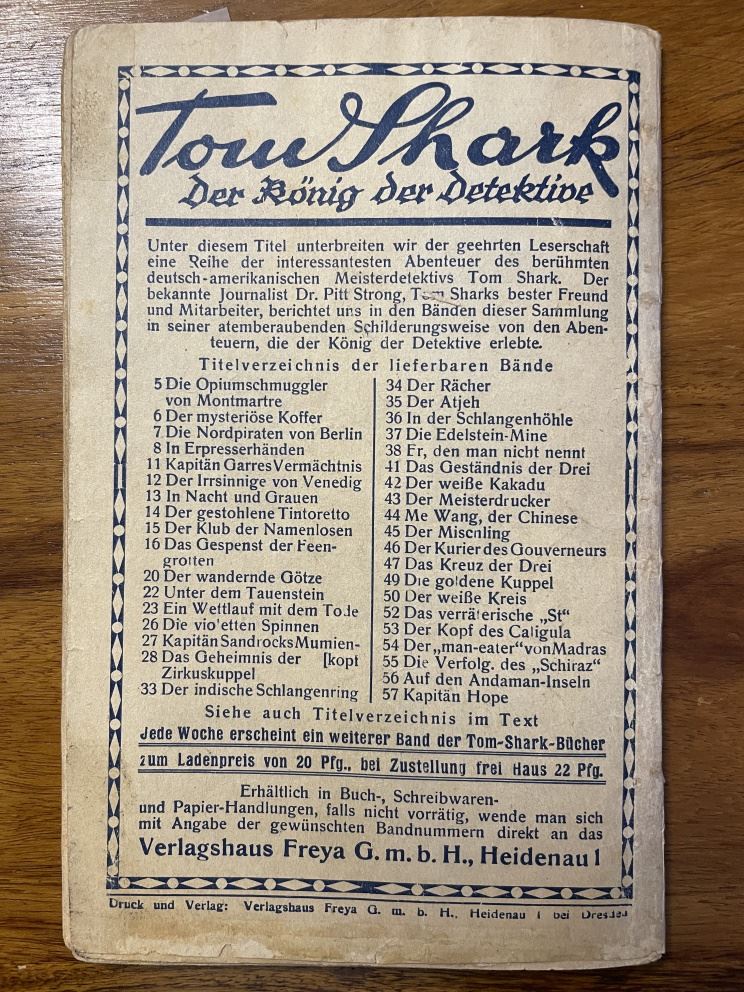 Tom Shark
Der König der Detektive
Unter diesem Titel unterbreiten wir der geehrten Leserschaft
eine Reihe der interessantesten Abenteuer des berühmten
deutsch-amerikanischen Meisterdetektivs Tom Shark. Der
bekannte Journalist Dr. Pitt Strong, Tom Sharks bester Freund
und Mitarbeiter, berichtet uns in den Bänden dieser Sammlung
in seiner atemberaubenden Schilderungsweise von den Aben-
teuern, die der König der Detektive erlebte.
Titelverzeichnis der lieferbaren Bände
5 Die Opiumschmuggler
von Montmartre
6 Der mysteriöse Koffer
7 Die Nordpiraten von Berlin
8 In Erpresserhänden
11 Kapitän Garres Vermächtnis
12 Der Irrsinnige von Venedig
13 In Nacht und Grauen
14 Der gestohlene Tintoretto
15 Der Klub der Namenlosen
16 Das Gespenst der Feen-
grotten
20 Der wandernde Götze
22 Unter dem Tauenstein
23 Ein Wettlauf mit dem Tode
26 Die violetten Spinnen
27 Kapitän Sandrocks Mumien-
28 Das Geheimnis der [kopf
Zirkuskuppel
33 Der indische Schlangenring
34 Der Rächer
35 Der Atjeh
36 In der Schlangenhöhle
37 Die Edelstein-Mine
38 Er, den man nicht nennt
41 Das Geständnis der Drei
42 Der weiße Kakadu
43 Der Meisterdrucker
44 Me Wang, der Chinese
45 Der Mischling
46 Der Kurier des Gouverneurs
47 Das Kreuz der Drei
49 Die goldene Kuppel
50 Der weiße Kreis
52 Das verräterische „St“
53 Der Kopf des Caligula
54 Der „man-eater“ von Madras
55 Die Verfolg. des „Schiraz“
56 Auf den Andaman-Inseln
57 Kapitän Hope
Siehe auch Titelverzeichnis im Text
Jede Woche erscheint ein weiterer Band der Tom-Shark-Bücher
zum Ladenpreis von 20 Pfg., bei Zustellung frei Haus 22 Pfg.
Erhältlich in Buch-, Schreibwaren-
und Papier-Handlungen, falls nicht vorrätig, wende man sich
mit Angabe der gewünschten Bandnummern direkt an das
Verlagshaus Freya G. m. b. H., Heidenau 1
Druck und Verlag: Verlagshaus Freya G. m. b. H., Heidenau 1 bei Dresden